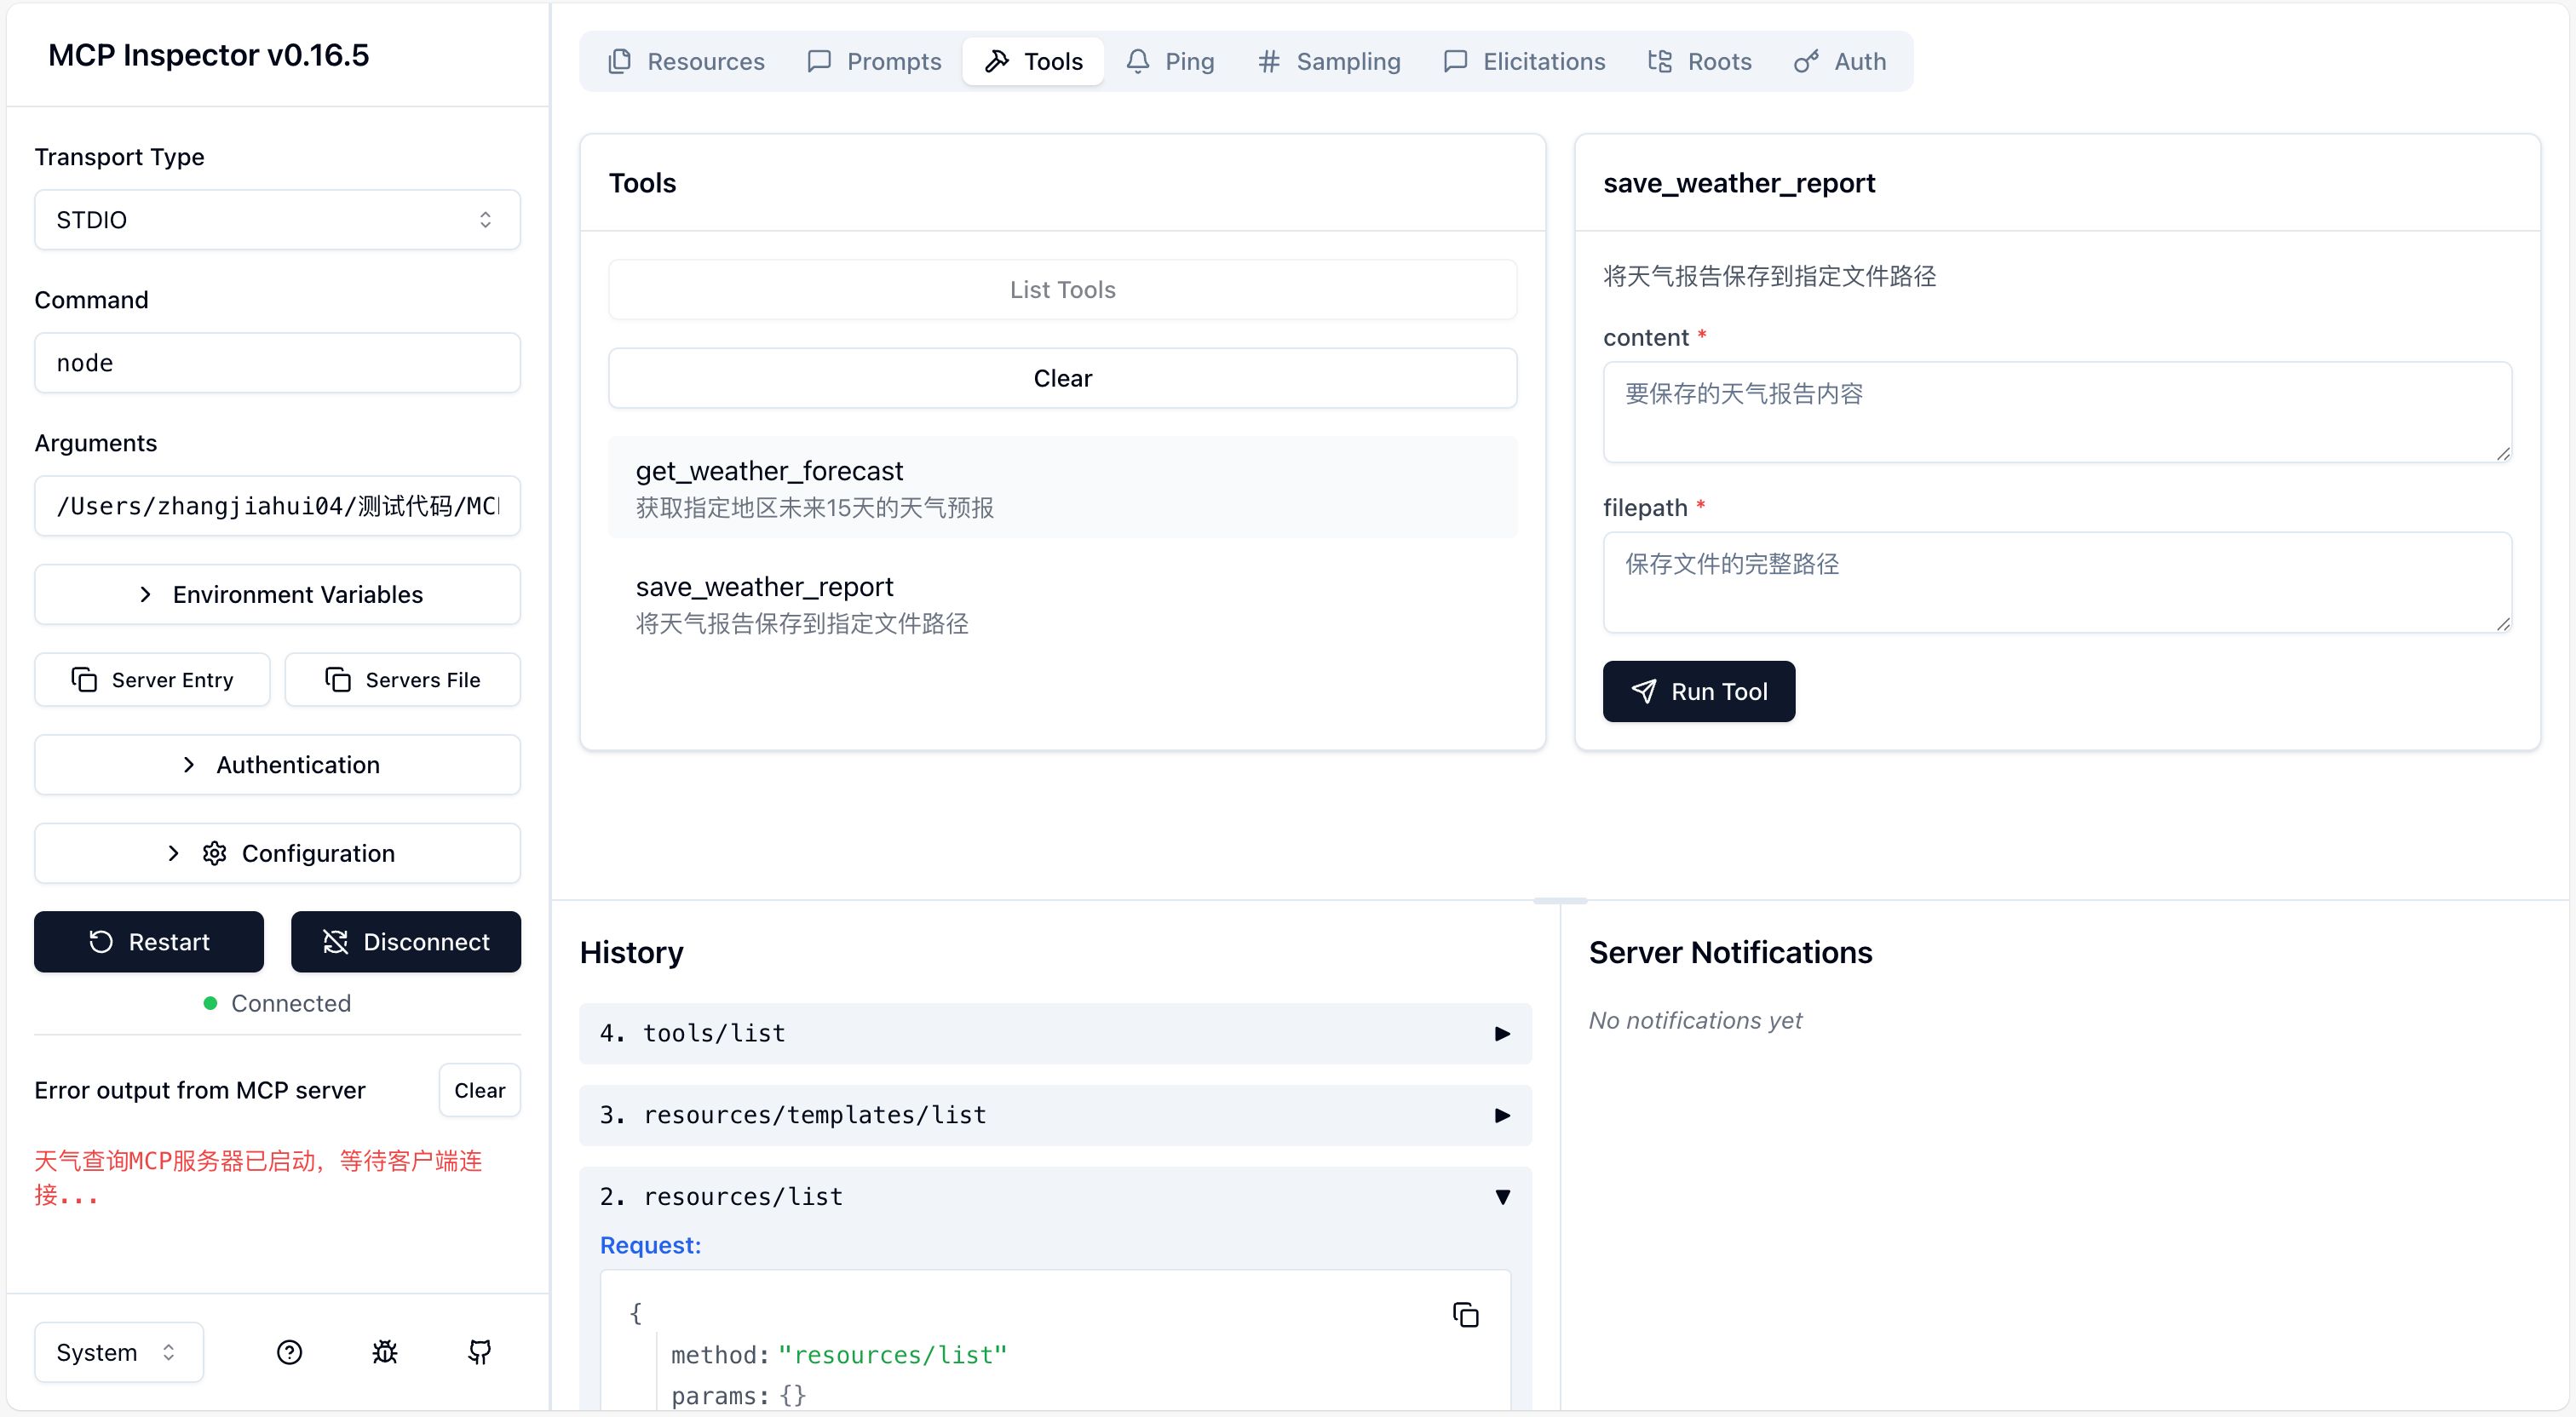 MCP Inspector v0.16.5
Transport Type
STDIO
Command
node
Arguments
/Users/zhangjiahui04/测试代码/MC
Environment Variables
Server Entry
Servers File
Authentication
Configuration
Restart
Disconnect
Connected
Error output from MCP server
Clear
天气查询MCP服务器已启动，等待客户端连
接...
System
Resources
Prompts
Tools
Ping
Sampling
Elicitations
Roots
Auth
Tools
List Tools
Clear
get_weather_forecast
获取指定地区未来15天的天气预报
save_weather_report
将天气报告保存到指定文件路径
save_weather_report
将天气报告保存到指定文件路径
content *
要保存的天气报告内容
filepath *
保存文件的完整路径
Run Tool
History
4. tools/list
3. resources/templates/list
2. resources/list
Request:
{
method: "resources/list"
params: {}
Server Notifications
No notifications yet